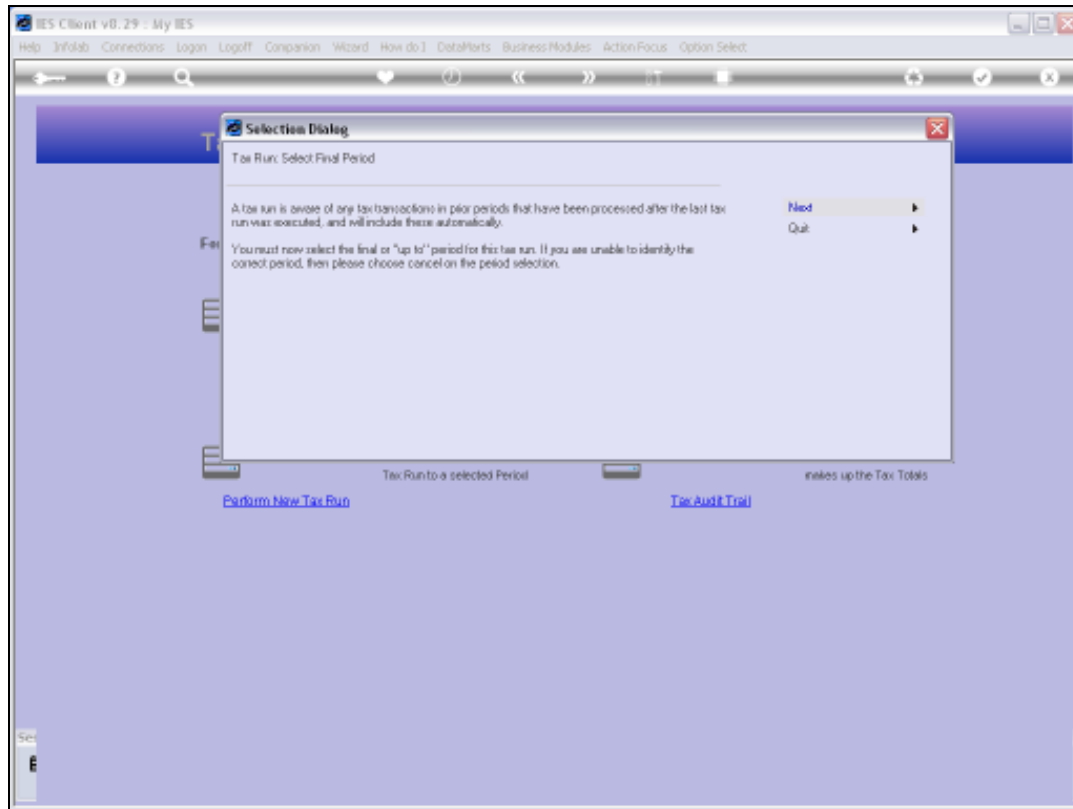 IES Client v0.29 : My IES
Help Infolab Connections Logon Logoff Companion Wizard How do I DataMarts Business Modules Action Focus Option Select
Selection Dialog
Tax Run: Select Final Period
A tax run is aware of any tax transactions in prior periods that have been processed after the last tax
run was executed, and will include these automatically.
You must now select the final or "up to" period for this tax run. If you are unable to identify the
correct period, then please choose cancel on the period selection.
Next
Quit
Tax Run to a selected Period
makes up the Tax Totals
Perform New Tax Run
Tax Audit Trail